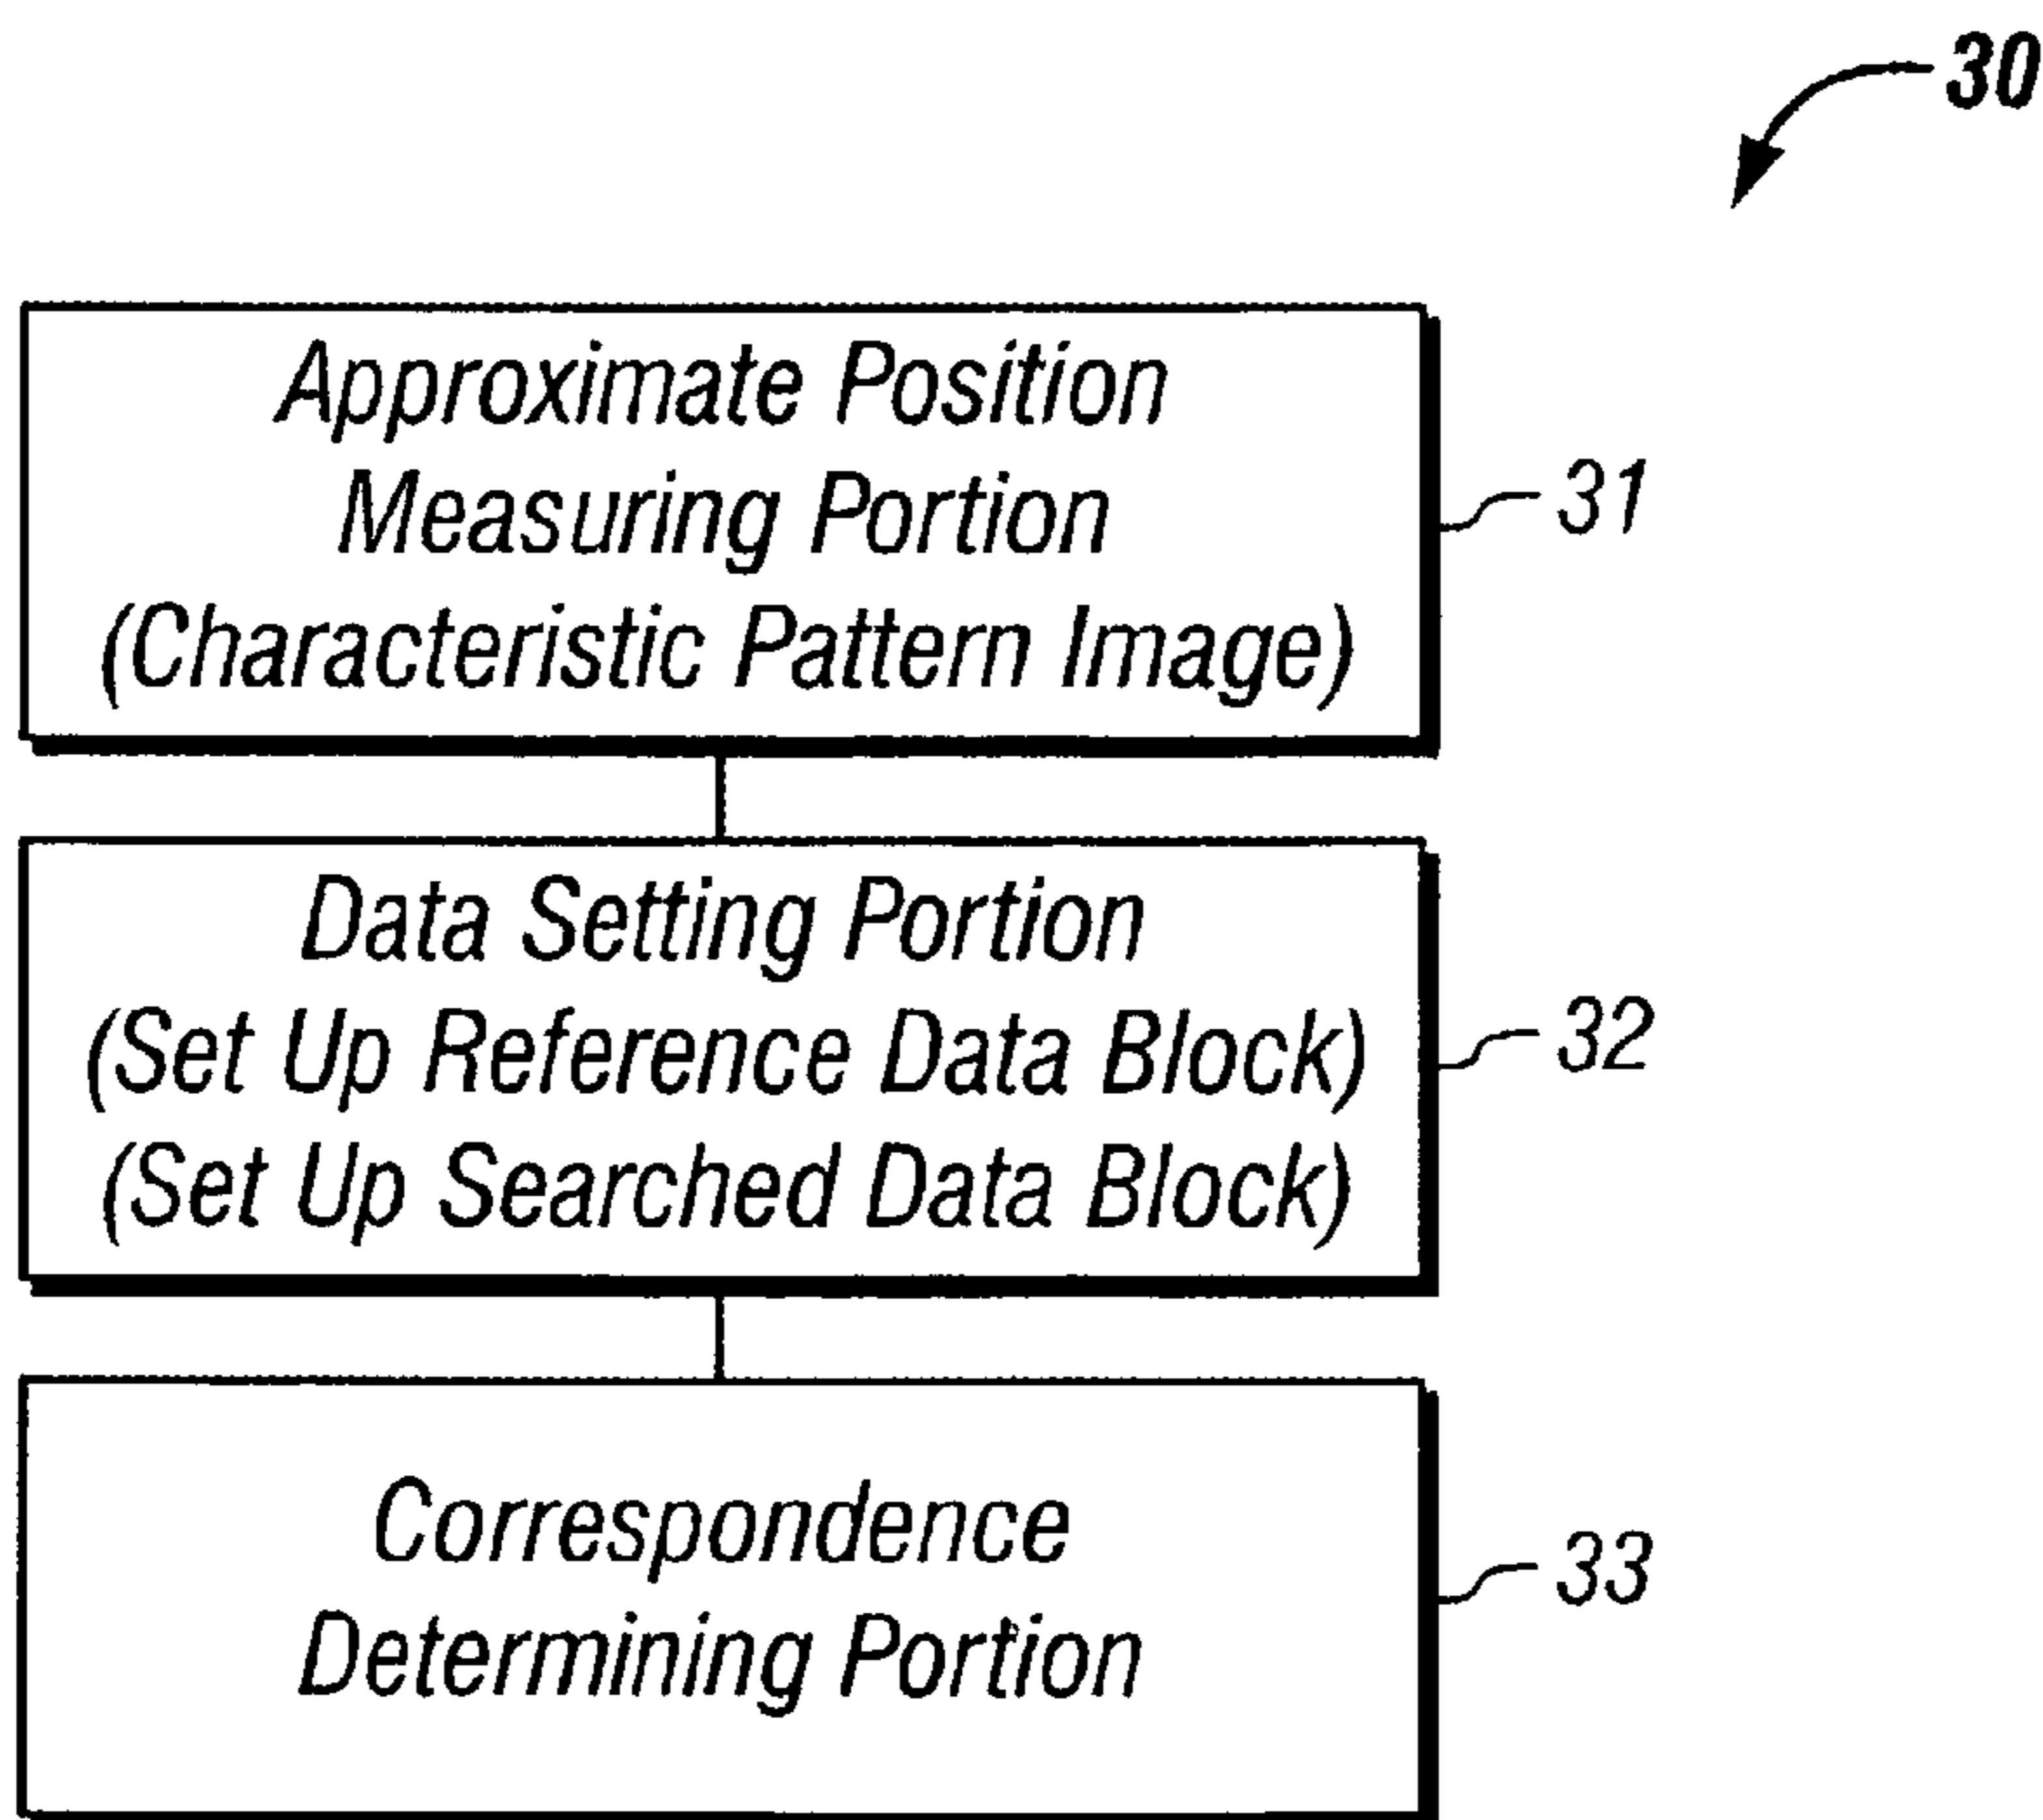 30
Approximate Position
Measuring Portion
(Characteristic Pattern Image)
31
Data Setting Portion
(Set Up Reference Data Block)
(Set Up Searched Data Block)
32
Correspondence
Determining Portion
33